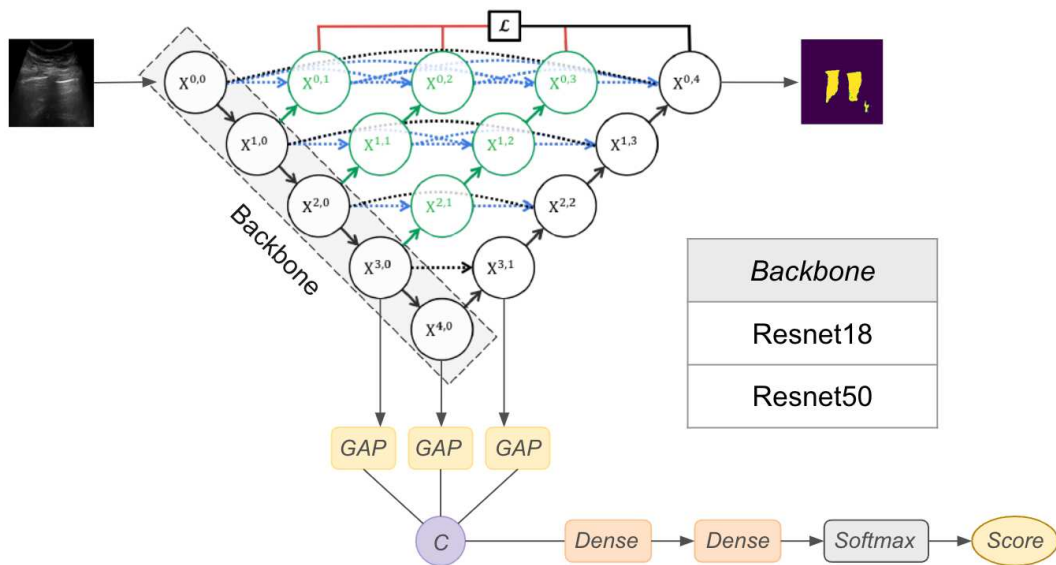 ℒ
X0,0
X0,1
X0,2
X0,3
X0,4
X1,0
X1,1
X1,2
X1,3
X2,0
X2,1
X2,2
X3,0
X3,1
X4,0
Backbone
Backbone
Resnet18
Resnet50
GAP
GAP
GAP
C
Dense
Dense
Softmax
Score